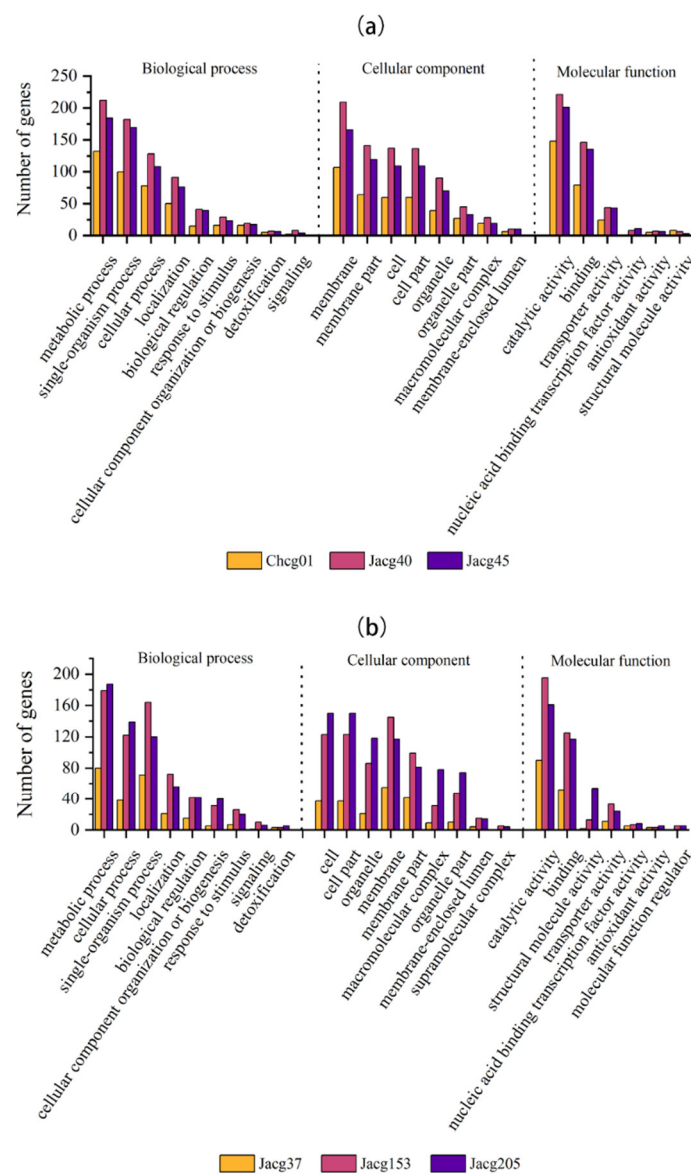 (a)
Biological process Cellular component Molecular function
Number of genes
250
200
150
100
50
0
metabolic process
single-organism process
cellular process
localization
biological regulation
response to stimulus
cellular component organization or biogenesis
detoxification
signaling
membrane
membrane part
cell
cell part
organelle
organelle part
macromolecular complex
membrane-enclosed lumen
catalytic activity
binding
transporter activity
nucleic acid binding transcription factor activity
antioxidant activity
structural molecule activity
Chcg01 Jacg40 Jacg45
(b)
Biological process Cellular component Molecular function
Number of genes
200
160
120
80
40
0
metabolic process
cellular process
single-organism process
localization
biological regulation
cellular component organization or biogenesis
response to stimulus
signaling
detoxification
cell
cell part
organelle
membrane
membrane part
macromolecular complex
organelle part
membrane-enclosed lumen
supramolecular complex
catalytic activity
binding
structural molecule activity
transporter activity
nucleic acid binding transcription factor activity
antioxidant activity
molecular function regulator
Jacg37 Jacg153 Jacg205